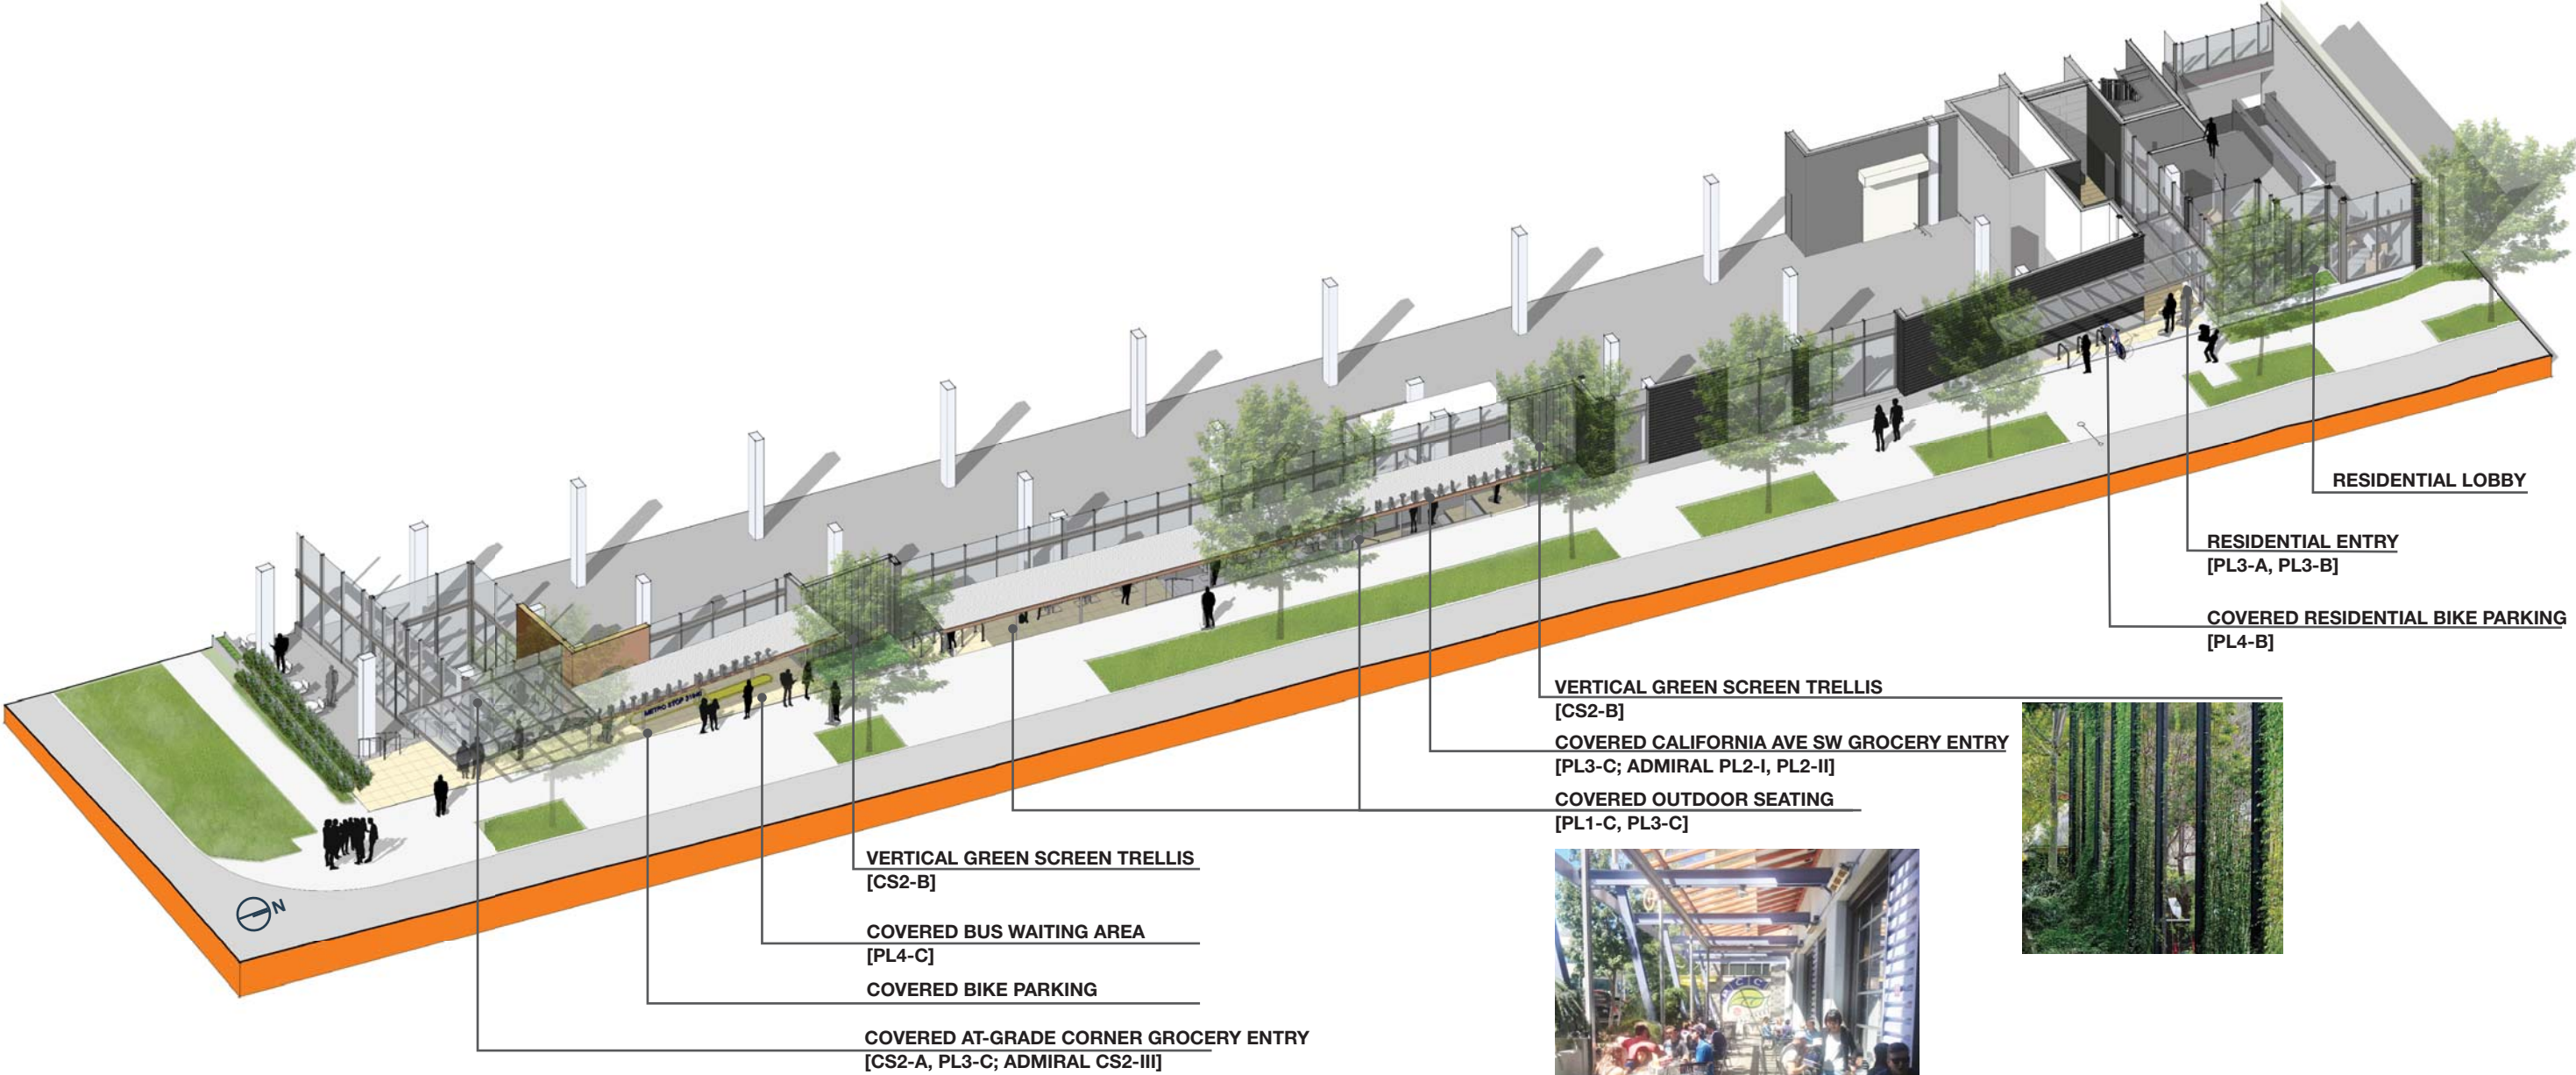 RESIDENTIAL LOBBY
RESIDENTIAL ENTRY
[PL3-A, PL3-B]
COVERED RESIDENTIAL BIKE PARKING
[PL4-B]
VERTICAL GREEN SCREEN TRELLIS
[CS2-B]
COVERED CALIFORNIA AVE SW GROCERY ENTRY
[PL3-C; ADMIRAL PL2-I, PL2-II]
COVERED OUTDOOR SEATING
[PL1-C, PL3-C]
VERTICAL GREEN SCREEN TRELLIS
[CS2-B]
COVERED BUS WAITING AREA
[PL4-C]
COVERED BIKE PARKING
COVERED AT-GRADE CORNER GROCERY ENTRY
[CS2-A, PL3-C; ADMIRAL CS2-III]
METRO STOP
N